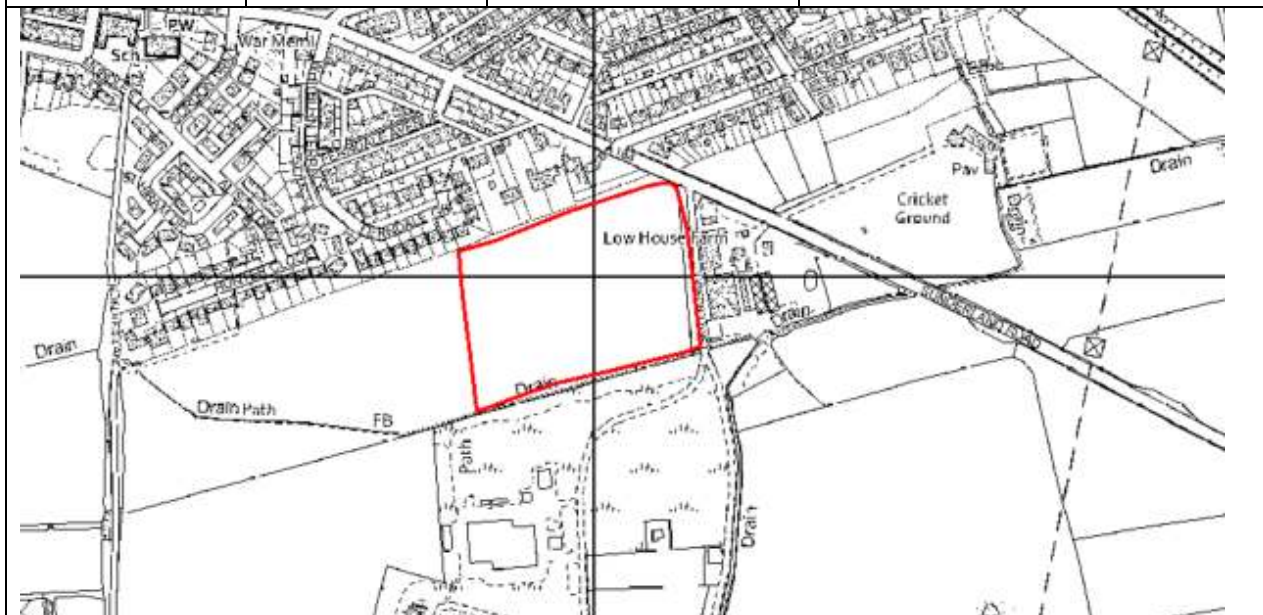 PW
Sch
War Meml
Pav
Drain
Cricket
Ground
Drain
Low House Farm
Drain
Drain
Drain
Drain Path
FB
Path
Drain